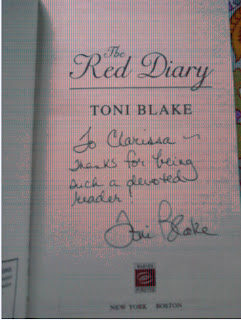 The
Red Diary
TONI BLAKE
To Clarissa ~
Thanks for being
such a devoted
reader!
Toni Blake
NEW YORK BOSTON